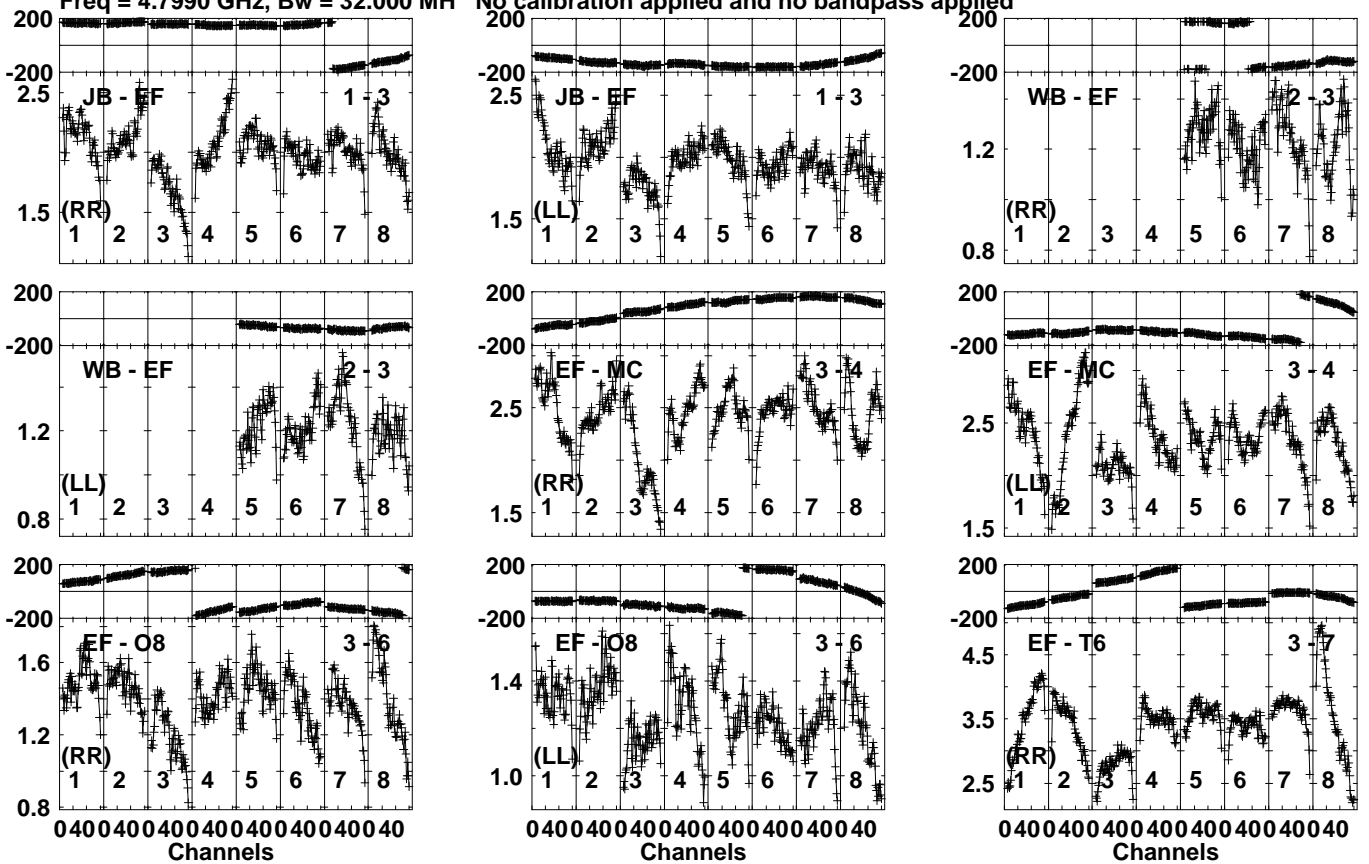 Freq = 4.7990 GHz, Bw = 32.000 MH No calibration applied and no bandpass applied
200
-200
2.5
1.5
JB - EF
1 - 3
(RR)
1 2 3 4 5 6 7 8
200
-200
2.5
1.5
JB - EF
1 - 3
(LL)
1 2 3 4 5 6 7 8
200
-200
1.2
0.8
WB - EF
2 - 3
(RR)
1 2 3 4 5 6 7 8
200
-200
1.2
0.8
WB - EF
2 - 3
(LL)
1 2 3 4 5 6 7 8
200
-200
2.5
1.5
EF - MC
3 - 4
(RR)
1 2 3 4 5 6 7 8
200
-200
2.5
1.5
EF - MC
3 - 4
(LL)
1 2 3 4 5 6 7 8
200
-200
1.6
1.2
0.8
EF - O8
3 - 6
(RR)
1 2 3 4 5 6 7 8
0 40 0 40 0 40 0 40 0 40 0 40 0 40 0 40
Channels
200
-200
1.4
1.0
EF - O8
3 - 6
(LL)
1 2 3 4 5 6 7 8
0 40 0 40 0 40 0 40 0 40 0 40 0 40 0 40
Channels
200
-200
4.5
3.5
2.5
EF - T6
3 - 7
(RR)
1 2 3 4 5 6 7 8
0 40 0 40 0 40 0 40 0 40 0 40 0 40 0 40
Channels